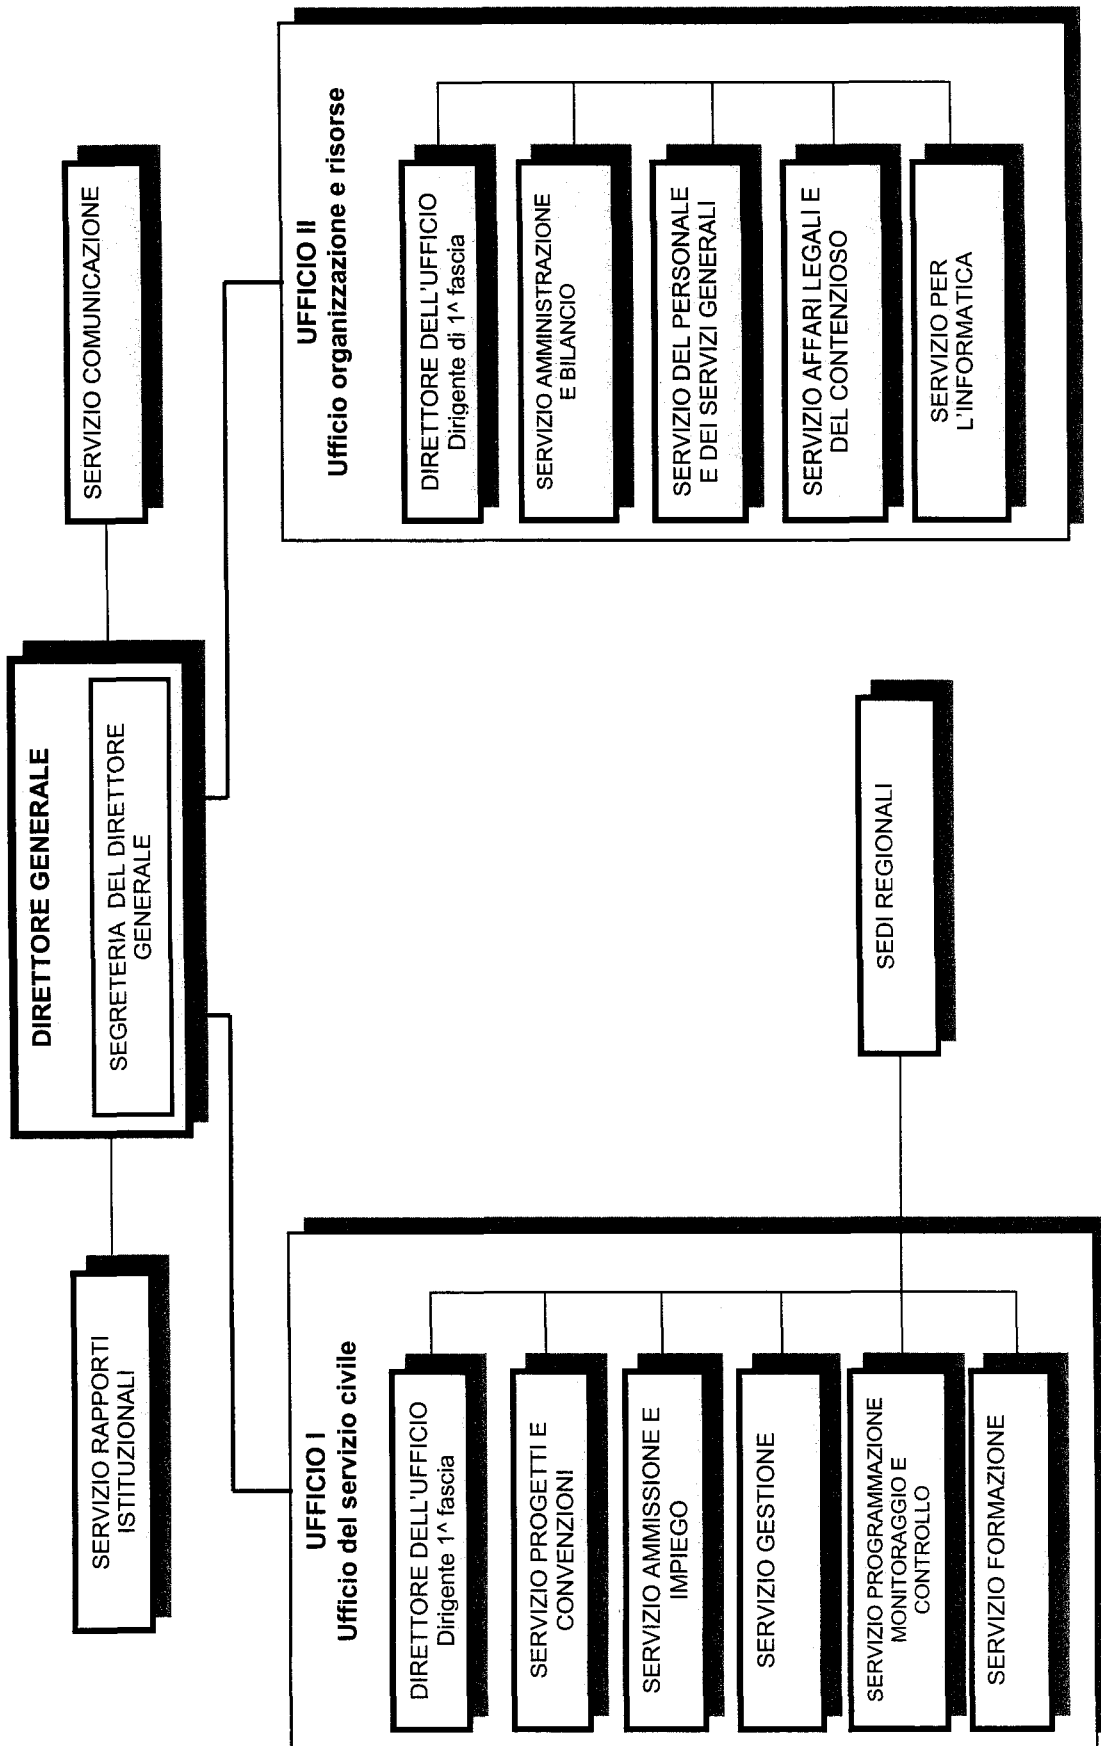 DIRETTORE GENERALE
SEGRETERIA DEL DIRETTORE
GENERALE
SERVIZIO RAPPORTI
ISTITUZIONALI
SERVIZIO COMUNICAZIONE
UFFICIO I
Ufficio del servizio civile
DIRETTORE DELL'UFFICIO
Dirigente 1^ fascia
SERVIZIO PROGETTI E
CONVENZIONI
SERVIZIO AMMISSIONE E
IMPIEGO
SERVIZIO GESTIONE
SERVIZIO PROGRAMMAZIONE
MONITORAGGIO E
CONTROLLO
SERVIZIO FORMAZIONE
SEDI REGIONALI
UFFICIO II
Ufficio organizzazione e risorse
DIRETTORE DELL'UFFICIO
Dirigente di 1^ fascia
SERVIZIO AMMINISTRAZIONE
E BILANCIO
SERVIZIO DEL PERSONALE
E DEI SERVIZI GENERALI
SERVIZIO AFFARI LEGALI E
DEL CONTENZIOSO
SERVIZIO PER
L'INFORMATICA